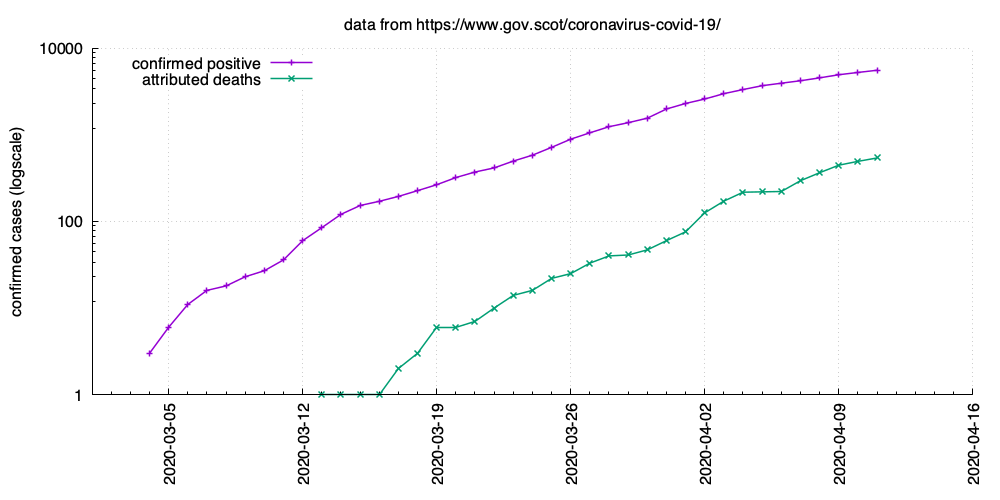 data from https://www.gov.scot/coronavirus-covid-19/
10000
confirmed positive
attributed deaths
confirmed cases (logscale)
100
1
2020-03-05
2020-03-12
2020-03-19
2020-03-26
2020-04-02
2020-04-09
2020-04-16